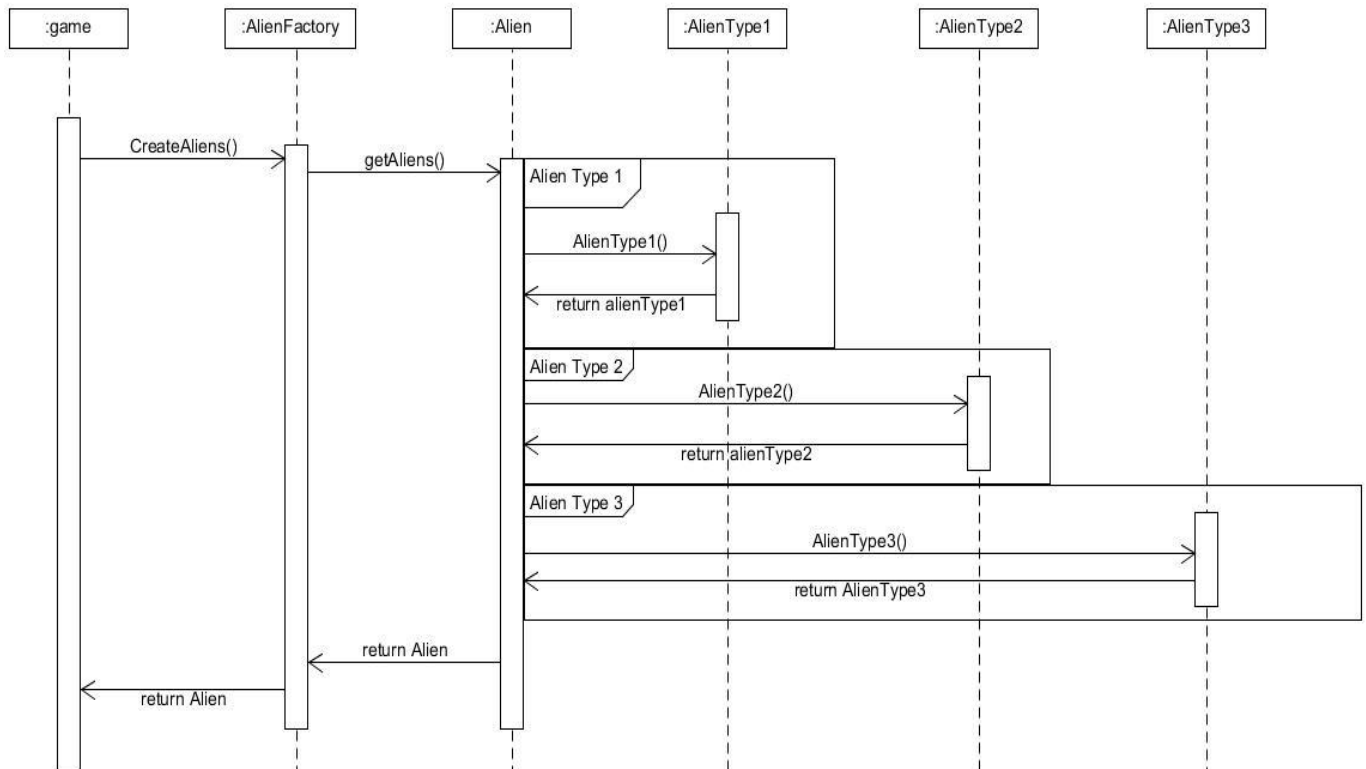 :game
:AlienFactory
:Alien
:AlienType1
:AlienType2
:AlienType3
CreateAliens()
getAliens()
Alien Type 1
AlienType1()
return alienType1
Alien Type 2
AlienType2()
return alienType2
Alien Type 3
AlienType3()
return AlienType3
return Alien
return Alien